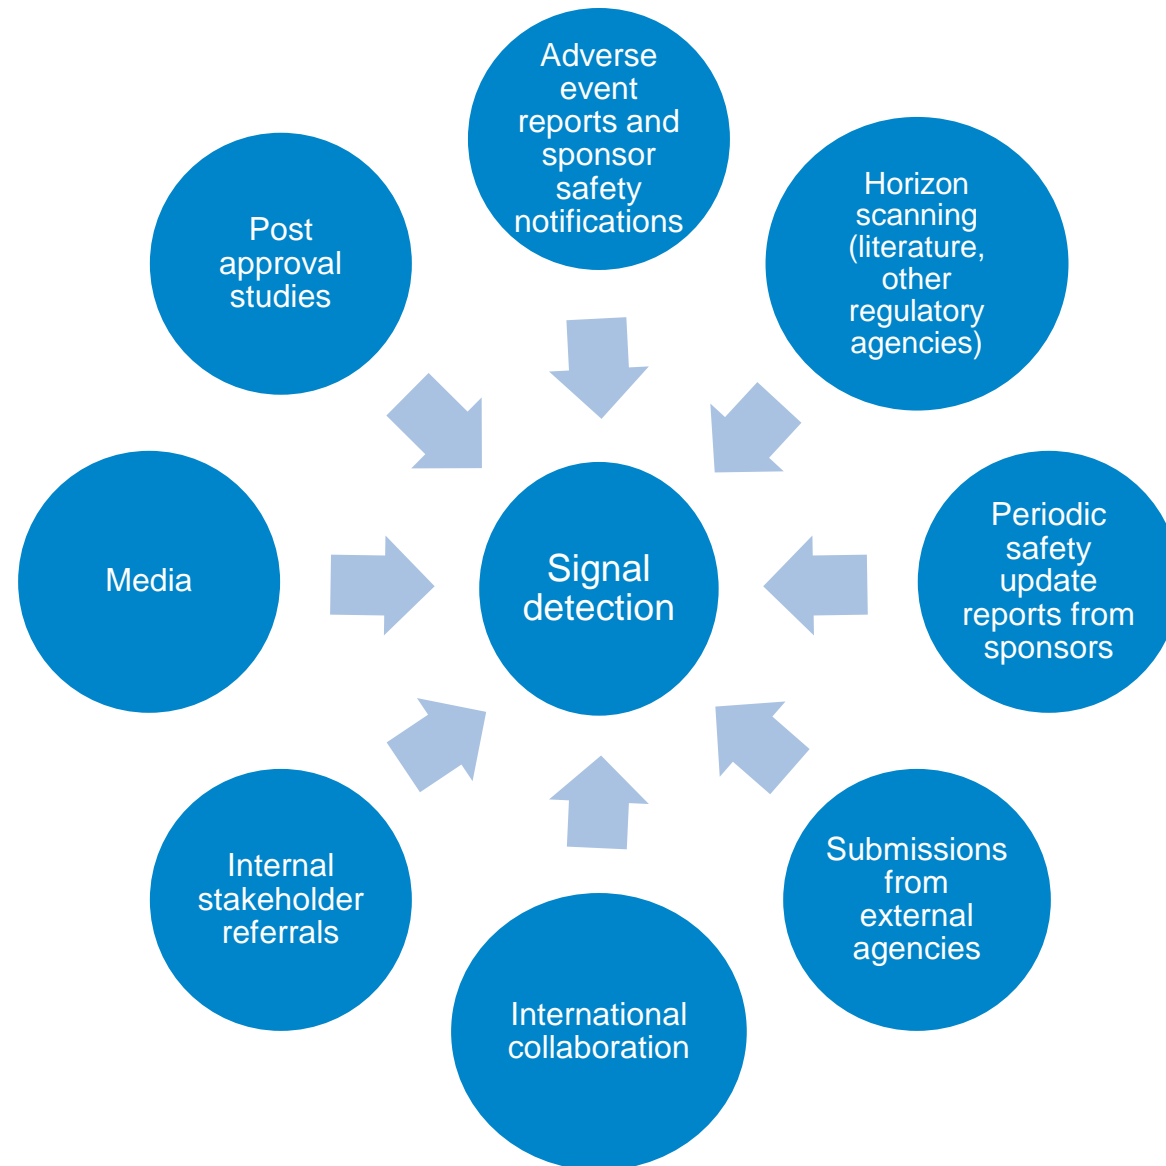 Adverse
event
reports and
sponsor
safety
notifications
Horizon
scanning
(literature,
other
regulatory
agencies)
Periodic
safety
update
reports from
sponsors
Submissions
from
external
agencies
International
collaboration
Internal
stakeholder
referrals
Media
Post
approval
studies
Signal
detection